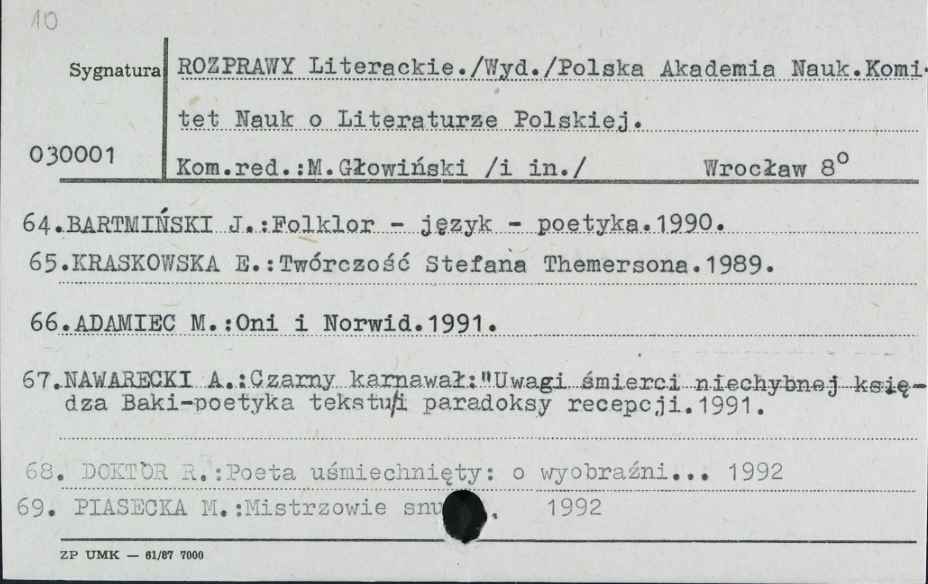 10
Sygnatura ROZPRAWY Literackie./Wyd./Polska Akademia Nauk.Komi-
tet Nauk o Literaturze Polskiej.
030001 Kom.red.:M.Głowiński /i in./ Wrocław 8º
64.BARTMIŃSKI J.:Folklor - język - poetyka.1990.
65.KRASKOWSKA E.:Twórczość Stefana Themersona.1989.
66.ADAMIEC M.:Oni i Norwid.1991.
67.NAWARECKI A.:Czarny karnawał:"Uwagi śmierci niechybnej księ-
dza Baki-poetyka tekstu/i paradoksy recepcji.1991.
68. DOKTÓR R.:Poeta uśmiechnięty: o wyobraźni... 1992
69. PIASECKA M.:Mistrzowie 1992
ZP UMK — 61/87 7000